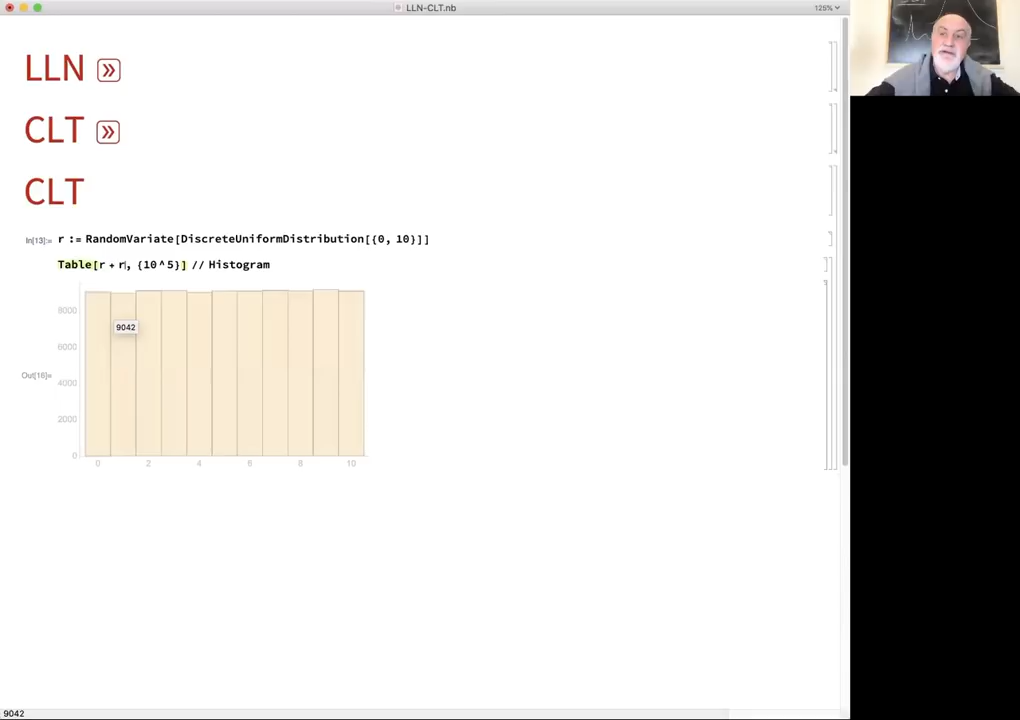 LLN-CLT.nb
125%
LLN
CLT
CLT
In[13]:= r := RandomVariate[DiscreteUniformDistribution[{0, 10}]]
Table[r + r, {10^5}] // Histogram
Out[16]=
8000
6000
4000
2000
0
9042
0 2 4 6 8 10
9042